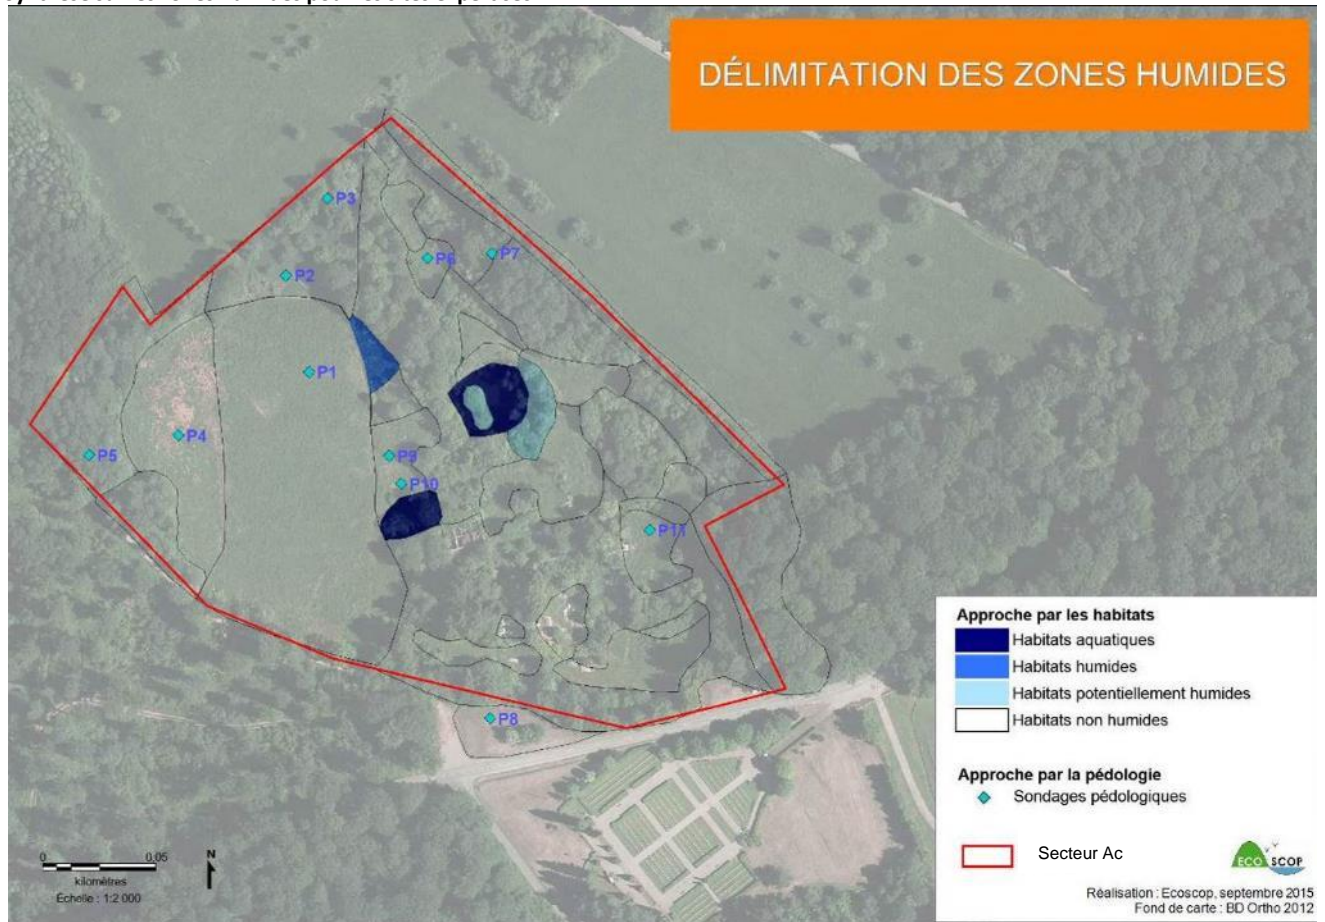 DÉLIMITATION DES ZONES HUMIDES
P3
P6
P7
P2
P1
P4
P5
P9
P10
P11
P8
Approche par les habitats
Habitats aquatiques
Habitats humides
Habitats potentiellement humides
Habitats non humides
Approche par la pédologie
Sondages pédologiques
Secteur Ac
ECO SCOP
Réalisation : Ecoscop, septembre 2015
Fond de carte : BD Ortho 2012
0 0,05
kilomètres
Échelle : 1:2 000
N